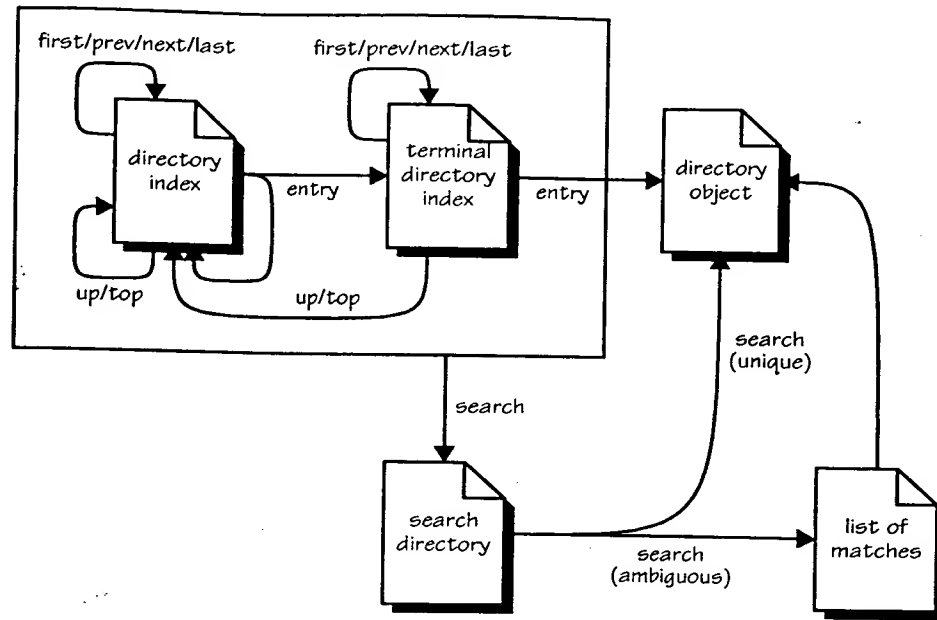 first/prev/next/last
first/prev/next/last
directory
index
terminal
directory
index
directory
object
entry
entry
up/top
up/top
search
(unique)
search
search
directory
list of
matches
search
(ambiguous)